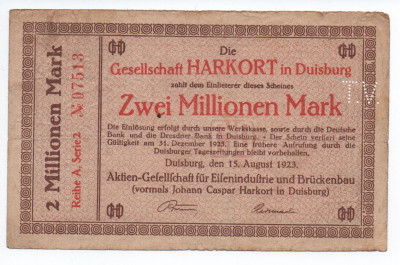 2 Millionen Mark
Reihe A, Serie 2 № 07513
Die
Gesellschaft HARKORT in Duisburg
zahlt dem Einlieferer dieses Scheines
Zwei Millionen Mark
Die Einlösung erfolgt durch unsere Werkskasse, sowie durch die Deutsche
Bank und die Dresdner Bank in Duisburg. Der Schein verliert seine
Gültigkeit am 31. Dezember 1923. Eine frühere Aufrufung durch die
Duisburger Tageszeitungen bleibt vorbehalten.
Duisburg, den 15. August 1923.
Aktien-Gesellschaft für Eisenindustrie und Brückenbau
(vormals Johann Caspar Harkort in Duisburg)